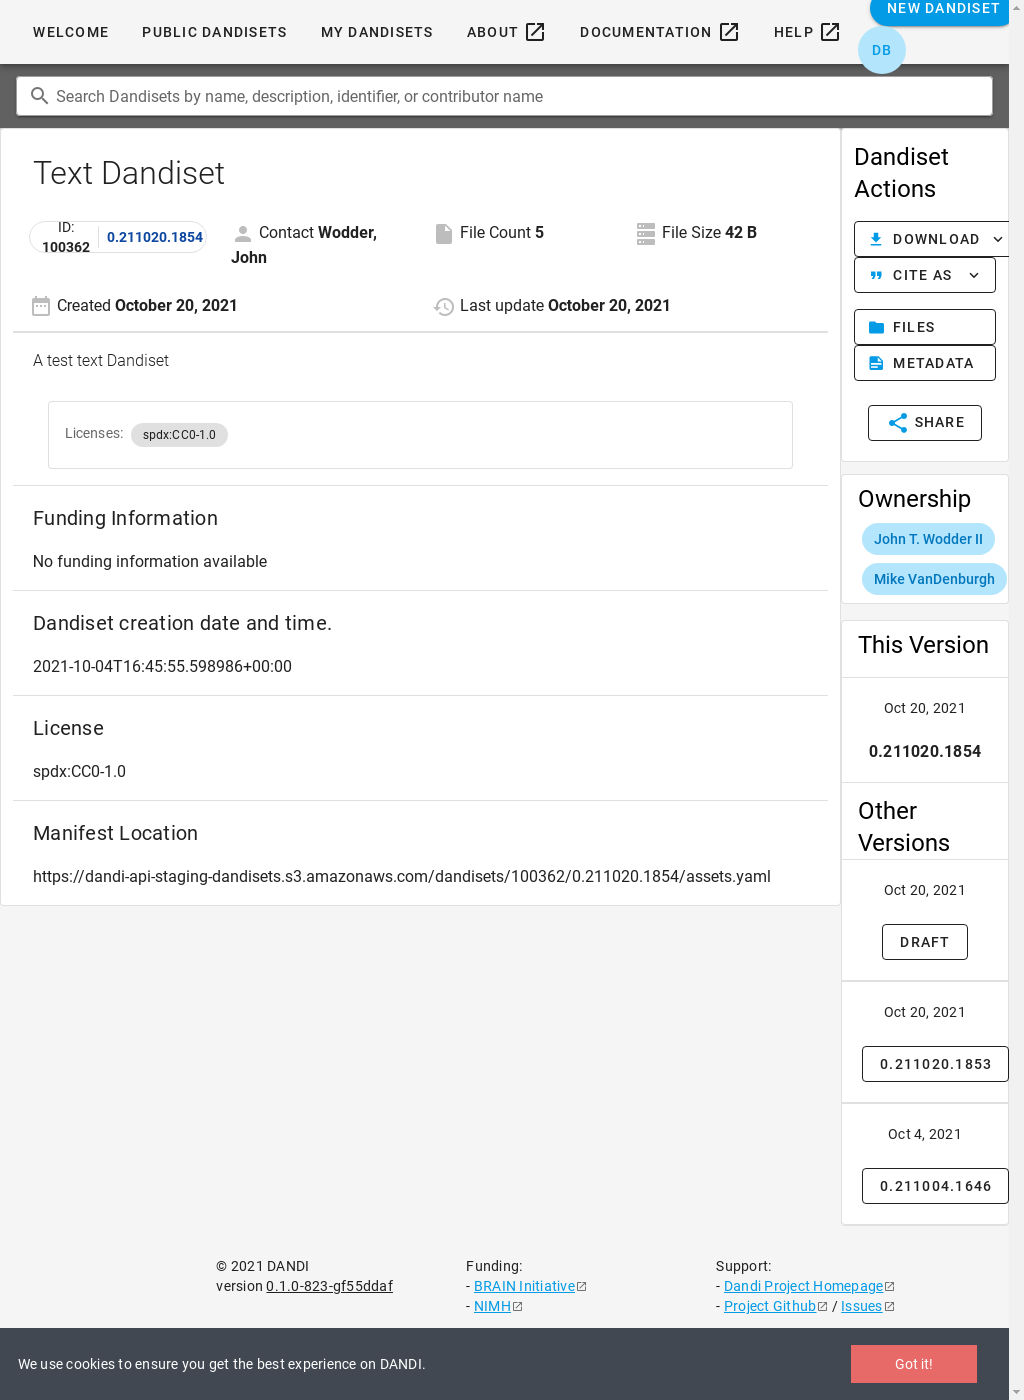 WELCOME PUBLIC DANDISETS MY DANDISETS ABOUT DOCUMENTATION HELP NEW DANDISET
DB
Search Dandisets by name, description, identifier, or contributor name
Text Dandiset
ID: 100362 0.211020.1854
Contact Wodder, John
File Count 5
File Size 42 B
Created October 20, 2021
Last update October 20, 2021
A test text Dandiset
Licenses: spdx:CC0-1.0
Funding Information
No funding information available
Dandiset creation date and time.
2021-10-04T16:45:55.598986+00:00
License
spdx:CC0-1.0
Manifest Location
https://dandi-api-staging-dandisets.s3.amazonaws.com/dandisets/100362/0.211020.1854/assets.yaml
Dandiset
Actions
DOWNLOAD
CITE AS
FILES
METADATA
SHARE
Ownership
John T. Wodder II
Mike VanDenburgh
This Version
Oct 20, 2021
0.211020.1854
Other
Versions
Oct 20, 2021
DRAFT
Oct 20, 2021
0.211020.1853
Oct 4, 2021
0.211004.1646
© 2021 DANDI
version 0.1.0-823-gf55ddaf
Funding:
- BRAIN Initiative
- NIMH
Support:
- Dandi Project Homepage
- Project Github / Issues
We use cookies to ensure you get the best experience on DANDI.
Got it!